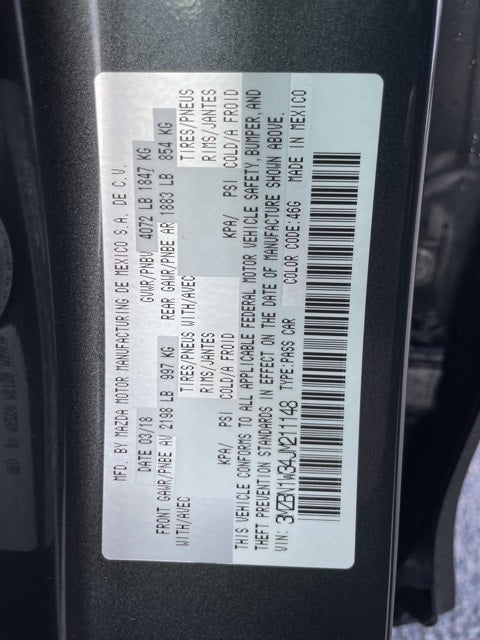 MFD. BY MAZDA MOTOR MANUFACTURING DE MEXICO S.A. DE C.V.
DATE 03/18 GVWR/PNBV 4072 LB 1847 KG
FRONT GAWR/PNBE AV 2198 LB 997 KG REAR GAWR/PNBE AR 1883 LB 854 KG
WITH/AVEC TIRES/PNEUS WITH/AVEC TIRES/PNEUS
RIMS/JANTES RIMS/JANTES
KPA/ PSI COLD/A FROID KPA/ PSI COLD/A FROID
THIS VEHICLE CONFORMS TO ALL APPLICABLE FEDERAL MOTOR VEHICLE SAFETY, BUMPER, AND
THEFT PREVENTION STANDARDS IN EFFECT ON THE DATE OF MANUFACTURE SHOWN ABOVE.
VIN: 3MZBN1W34JM211148 TYPE:PASS CAR COLOR CODE:46G MADE IN MEXICO